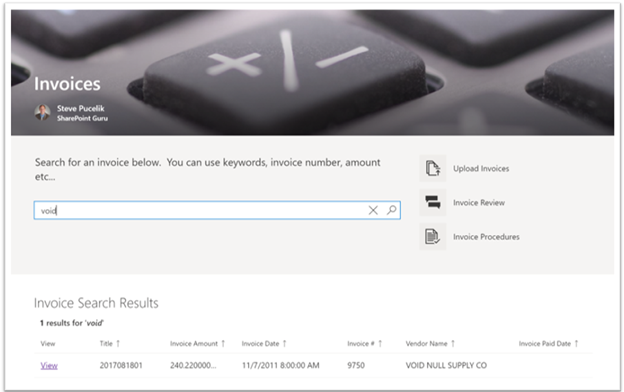 Invoices
Steve Pucelik
SharePoint Guru
Search for an invoice below. You can use keywords, invoice number, amount
etc...
void
Upload Invoices
Invoice Review
Invoice Procedures
Invoice Search Results
1 results for 'void'
View Title ↑ Invoice Amount ↑ Invoice Date ↑ Invoice # ↑ Vendor Name ↑ Invoice Paid Date ↑
View 2017081801 240.220000... 11/7/2011 8:00:00 AM 9750 VOID NULL SUPPLY CO